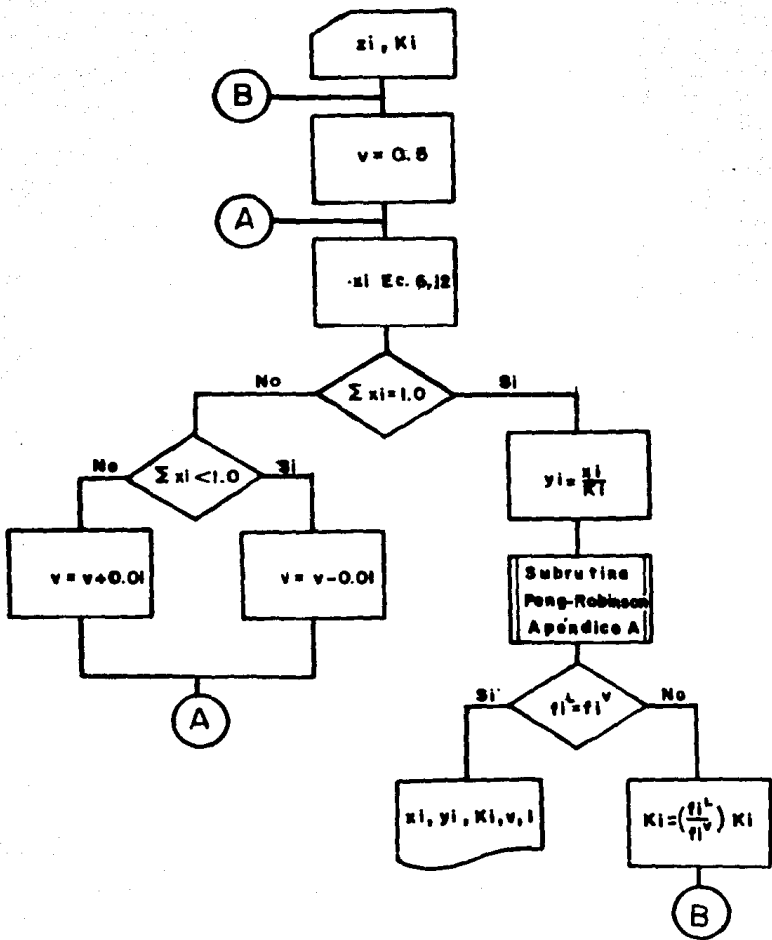 zi, Ki
B
v = 0.5
A
xi Ec. 6,12
Σ xi = 1.0
No
Si
Σ xi < 1.0
No
Si
yi = xi/Ki
v = v+0.01
v = v-0.01
Subrutina
Peng-Robinson
Apéndice A
A
fi^L = fi^V
Si
No
xi, yi, Ki, v, l
Ki = (fi^L/fi^V) Ki
B